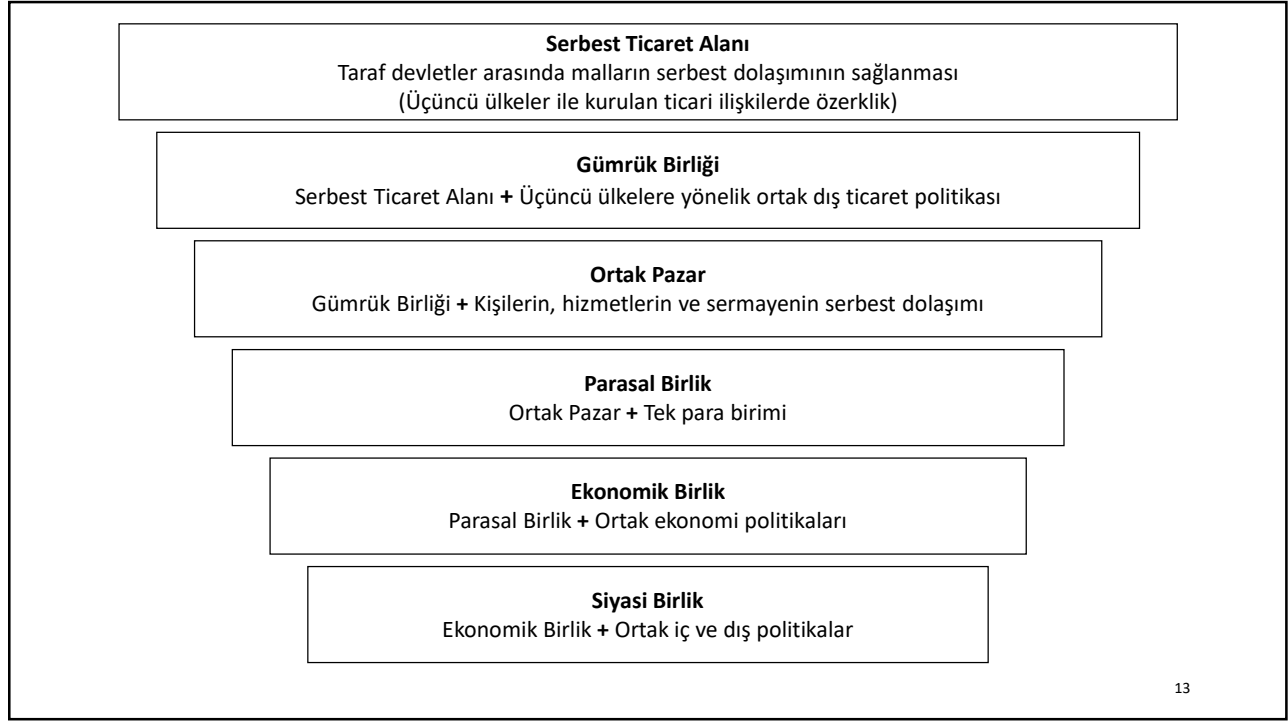 Serbest Ticaret Alanı
Taraf devletler arasında malların serbest dolaşımının sağlanması
(Üçüncü ülkeler ile kurulan ticari ilişkilerde özerklik)
Gümrük Birliği
Serbest Ticaret Alanı + Üçüncü ülkelere yönelik ortak dış ticaret politikası
Ortak Pazar
Gümrük Birliği + Kişilerin, hizmetlerin ve sermayenin serbest dolaşımı
Parasal Birlik
Ortak Pazar + Tek para birimi
Ekonomik Birlik
Parasal Birlik + Ortak ekonomi politikaları
Siyasi Birlik
Ekonomik Birlik + Ortak iç ve dış politikalar
13